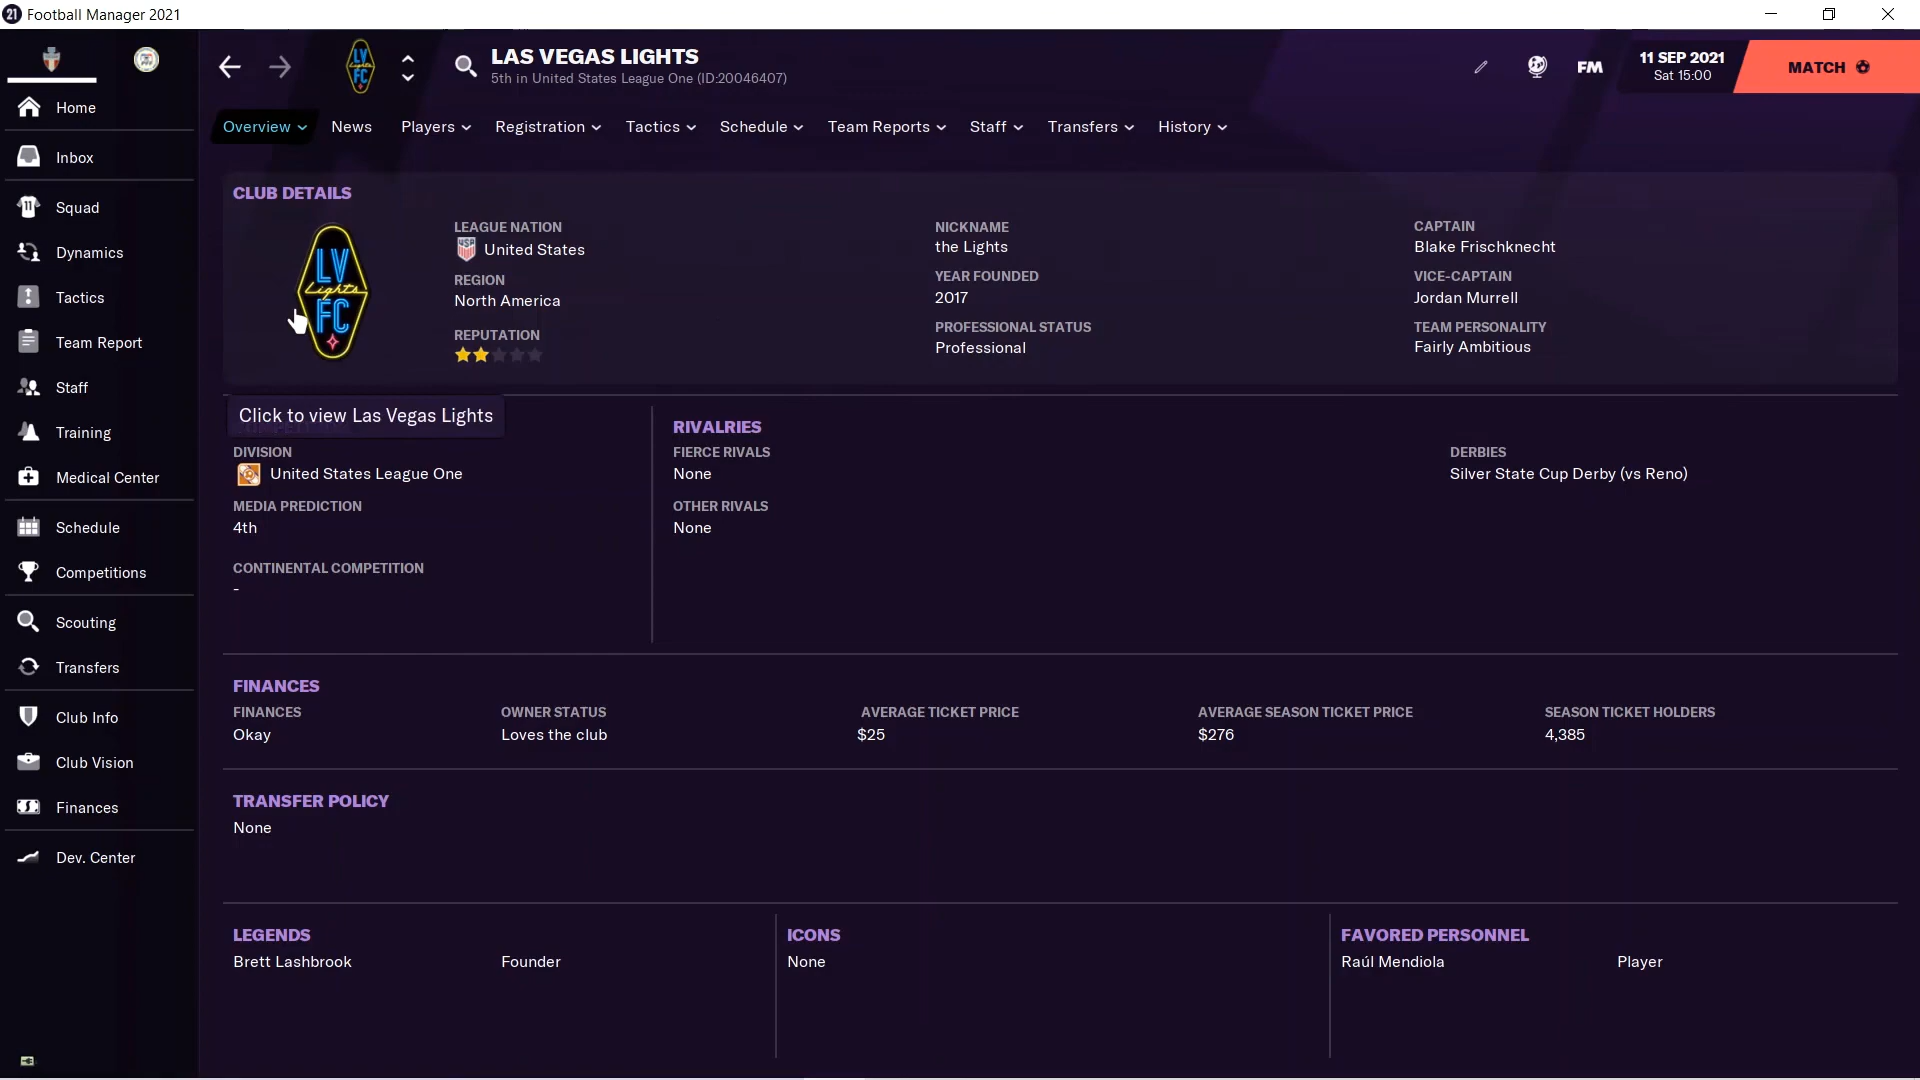 21 Football Manager 2021
LAS VEGAS LIGHTS
5th in United States League One (ID:20046407)
FM
11 SEP 2021
Sat 15:00
MATCH
Overview
News
Players
Registration
Tactics
Schedule
Team Reports
Staff
Transfers
History
Home
Inbox
Squad
Dynamics
Tactics
Team Report
Staff
Training
Medical Center
Schedule
Competitions
Scouting
Transfers
Club Info
Club Vision
Finances
Dev. Center
CLUB DETAILS
LV
Lights
FC
LEAGUE NATION
United States
REGION
North America
REPUTATION
NICKNAME
the Lights
YEAR FOUNDED
2017
PROFESSIONAL STATUS
Professional
CAPTAIN
Blake Frischknecht
VICE-CAPTAIN
Jordan Murrell
TEAM PERSONALITY
Fairly Ambitious
Click to view Las Vegas Lights
DIVISION
United States League One
MEDIA PREDICTION
4th
CONTINENTAL COMPETITION
-
RIVALRIES
FIERCE RIVALS
None
OTHER RIVALS
None
DERBIES
Silver State Cup Derby (vs Reno)
FINANCES
FINANCES
Okay
OWNER STATUS
Loves the club
AVERAGE TICKET PRICE
$25
AVERAGE SEASON TICKET PRICE
$276
SEASON TICKET HOLDERS
4,385
TRANSFER POLICY
None
LEGENDS
Brett Lashbrook Founder
ICONS
None
FAVORED PERSONNEL
Raúl Mendiola Player